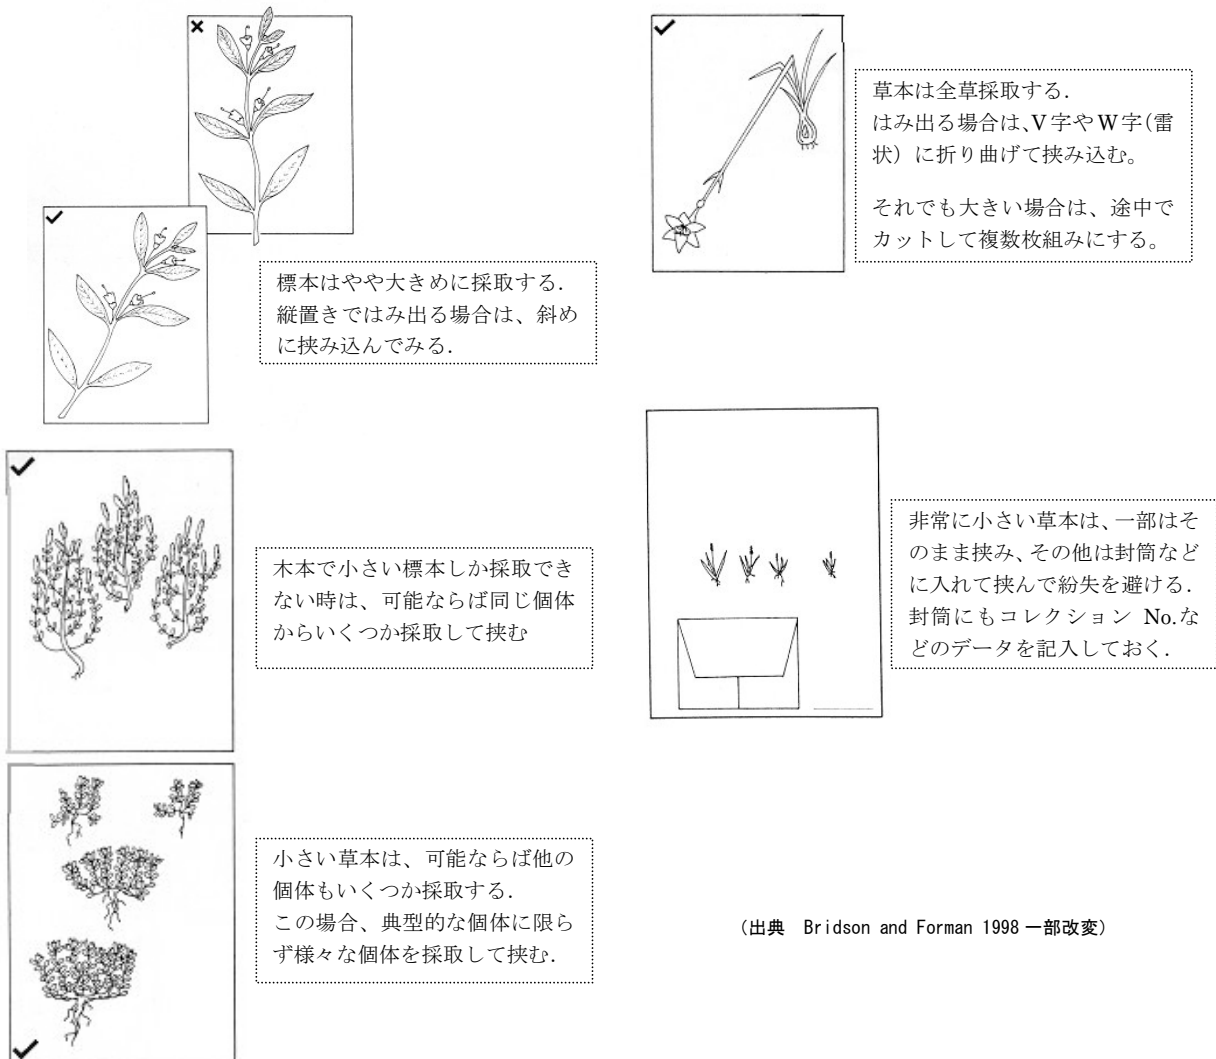 標本はやや大きめに採取する．
縦置きではみ出る場合は、斜め
に挟み込んでみる．
草本は全草採取する．
はみ出る場合は、V字やW字（雷
状）に折り曲げて挟み込む。
それでも大きい場合は、途中で
カットして複数枚組みにする。
木本で小さい標本しか採取でき
ない時は、可能ならば同じ個体
からいくつか採取して挟む
非常に小さい草本は、一部はそ
のまま挟み、その他は封筒など
に入れて挟んで紛失を避ける．
封筒にもコレクション No.な
どのデータを記入しておく．
小さい草本は、可能ならば他の
個体もいくつか採取する．
この場合、典型的な個体に限ら
ず様々な個体を採取して挟む．
（出典　Bridson and Forman 1998 一部改変）